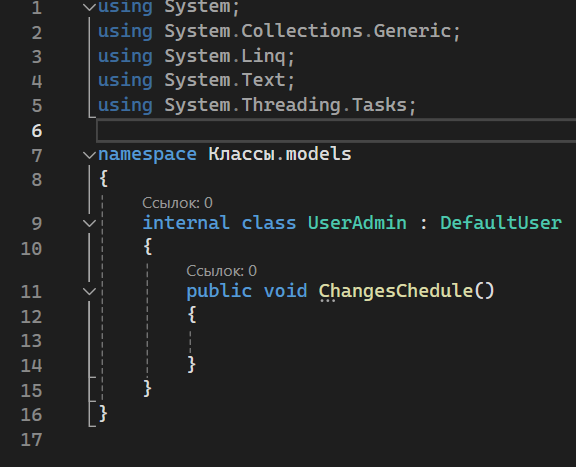 1 using System;
2 using System.Collections.Generic;
3 using System.Linq;
4 using System.Text;
5 using System.Threading.Tasks;
6
7 namespace Классы.models
8 {
Ссылок: 0
9 internal class UserAdmin : DefaultUser
10 {
Ссылок: 0
11 public void ChangesChedule()
12 {
13
14 }
15 }
16 }
17